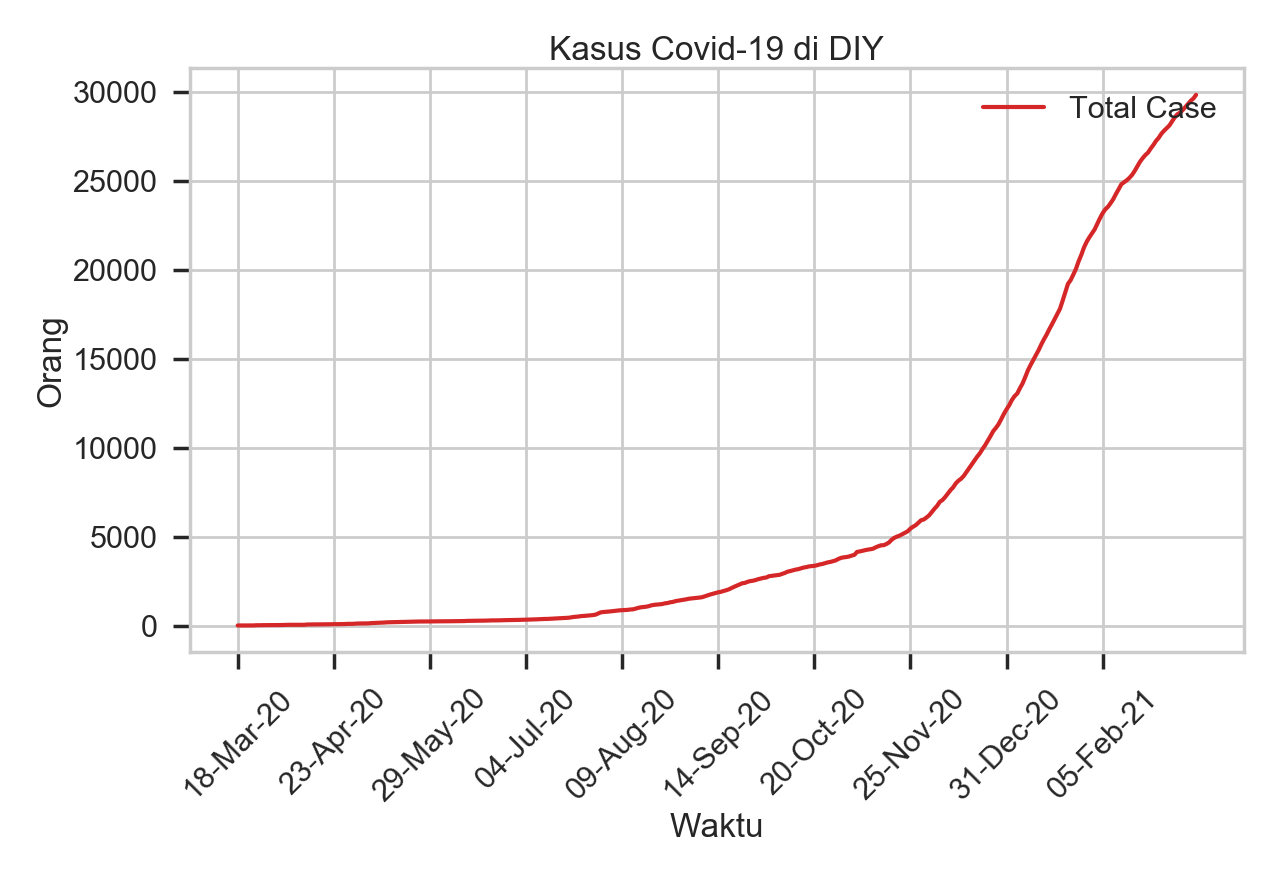 Kasus Covid-19 di DIY
Total Case
30000
25000
20000
15000
10000
5000
0
Orang
18-Mar-20
23-Apr-20
29-May-20
04-Jul-20
09-Aug-20
14-Sep-20
20-Oct-20
25-Nov-20
31-Dec-20
05-Feb-21
Waktu